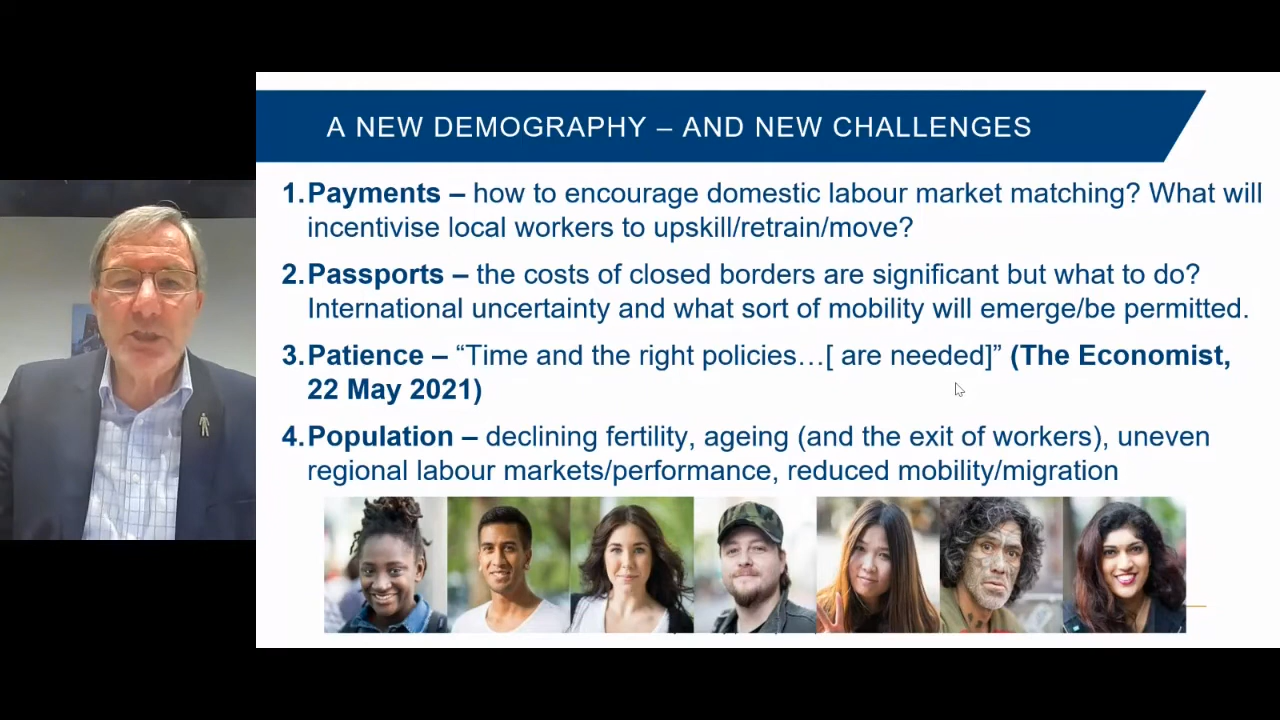 A NEW DEMOGRAPHY – AND NEW CHALLENGES
1. Payments – how to encourage domestic labour market matching? What will
incentivise local workers to upskill/retrain/move?
2. Passports – the costs of closed borders are significant but what to do?
International uncertainty and what sort of mobility will emerge/be permitted.
3. Patience – “Time and the right policies…[ are needed]” (The Economist,
22 May 2021)
4. Population – declining fertility, ageing (and the exit of workers), uneven
regional labour markets/performance, reduced mobility/migration